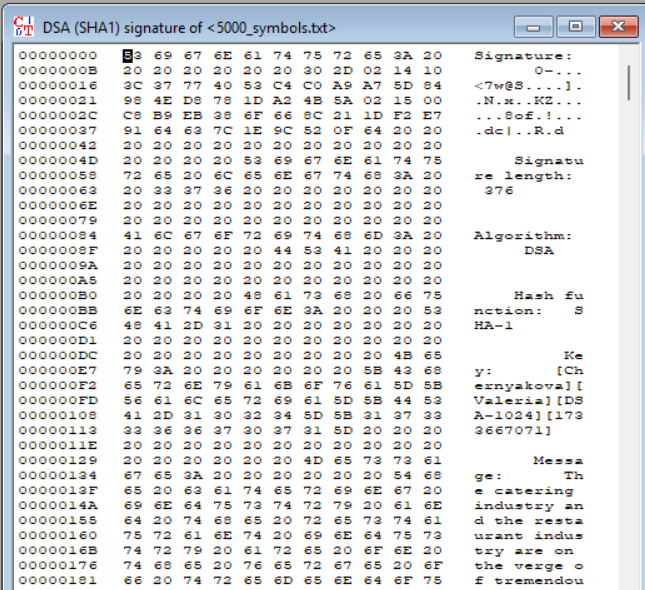 DSA (SHA1) signature of <5000_symbols.txt>
00000000 53 69 67 6E 61 74 75 72 65 3A 20 Signature:
0000000B 20 20 20 20 20 20 30 2D 02 14 10 0-...
00000016 3C 37 77 40 53 C4 C0 A9 A7 5D 84 <7w@S....].
00000021 98 4E D8 78 1D A2 4B 5A 02 15 00 .N.x..KZ...
0000002C C8 B9 EB 38 6F 66 8C 21 1D F2 E7 ...8of.!...
00000037 91 64 63 7C 1E 9C 52 0F 64 20 20 .dc|..R.d
00000042 20 20 20 20 20 20 20 20 20 20 20
0000004D 20 20 20 20 53 69 67 6E 61 74 75 Signatu
00000058 72 65 20 6C 65 6E 67 74 68 3A 20 re length:
00000063 20 33 37 36 20 20 20 20 20 20 20 376
0000006E 20 20 20 20 20 20 20 20 20 20 20
00000079 20 20 20 20 20 20 20 20 20 20 20
00000084 41 6C 67 6F 72 69 74 68 6D 3A 20 Algorithm:
0000008F 20 20 20 20 20 44 53 41 20 20 20 DSA
0000009A 20 20 20 20 20 20 20 20 20 20 20
000000A5 20 20 20 20 20 20 20 20 20 20 20
000000B0 20 20 20 20 48 61 73 68 20 66 75 Hash fu
000000BB 6E 63 74 69 6F 6E 3A 20 20 20 53 nction: S
000000C6 48 41 2D 31 20 20 20 20 20 20 20 HA-1
000000D1 20 20 20 20 20 20 20 20 20 20 20
000000DC 20 20 20 20 20 20 20 20 20 4B 65 Ke
000000E7 79 3A 20 20 20 20 20 20 5B 43 68 y: [Ch
000000F2 65 72 6E 79 61 6B 6F 76 61 5D 5B ernyakova][
000000FD 56 61 6C 65 72 69 61 5D 5B 44 53 Valeria][DS
00000108 41 2D 31 30 32 34 5D 5B 31 37 33 A-1024][173
00000113 33 36 36 37 30 37 31 5D 20 20 20 3667071]
0000011E 20 20 20 20 20 20 20 20 20 20 20
00000129 20 20 20 20 20 20 4D 65 73 73 61 Messa
00000134 67 65 3A 20 20 20 20 20 20 54 68 ge: Th
0000013F 65 20 63 61 74 65 72 69 6E 67 20 e catering
0000014A 69 6E 64 75 73 74 72 79 20 61 6E industry an
00000155 64 20 74 68 65 20 72 65 73 74 61 d the resta
00000160 75 72 61 6E 74 20 69 6E 64 75 73 urant indus
0000016B 74 72 79 20 61 72 65 20 6F 6E 20 try are on
00000176 74 68 65 20 76 65 72 67 65 20 6F the verge o
00000181 66 20 74 72 65 6D 65 6E 64 6F 75 f tremendou